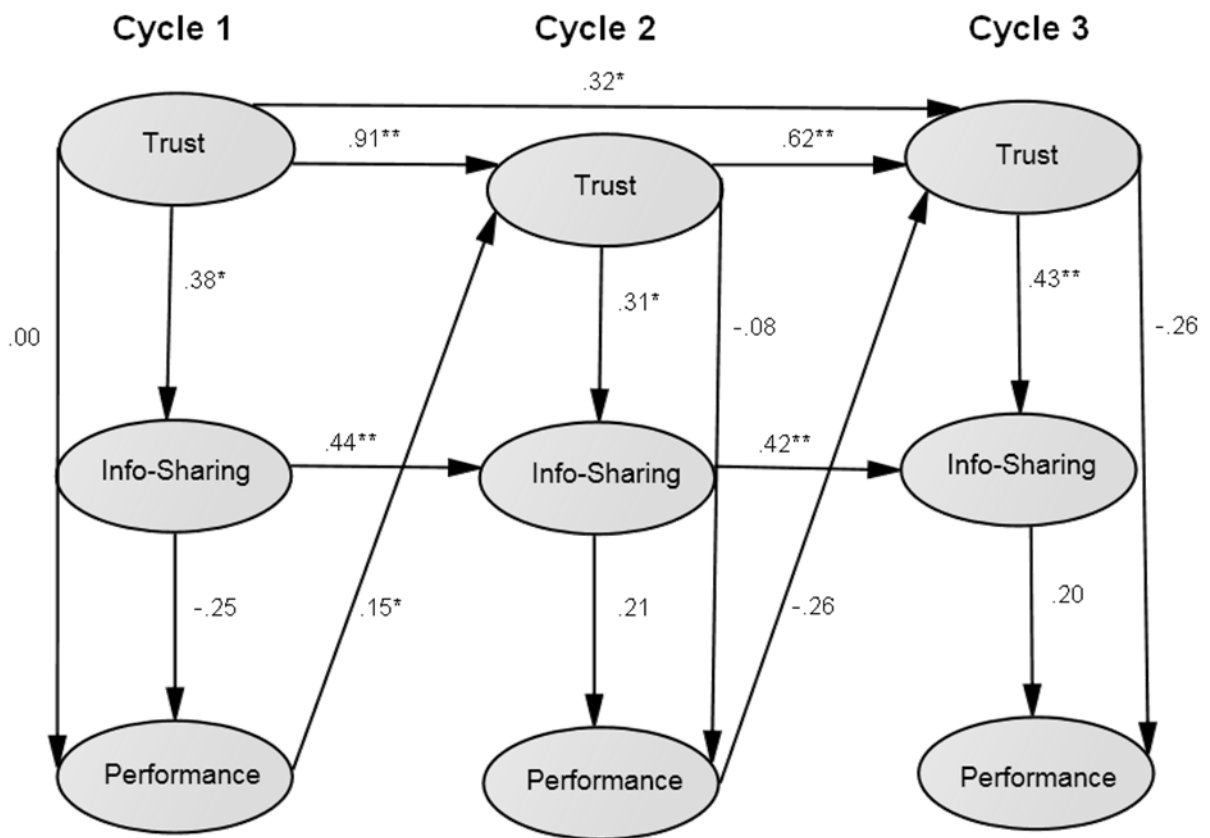 Cycle 1 Cycle 2 Cycle 3
.32*
Trust .91** Trust .62** Trust
.38* .31* .43**
.00 -.08 -.26
Info-Sharing .44** Info-Sharing .42** Info-Sharing
-.25 .15* .21 -.26 .20
Performance Performance Performance